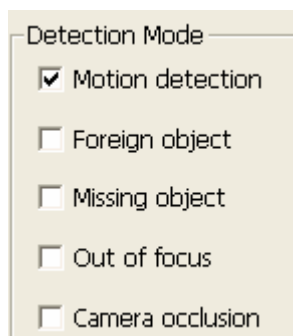 Detection Mode
Motion detection
Foreign object
Missing object
Out of focus
Camera occlusion